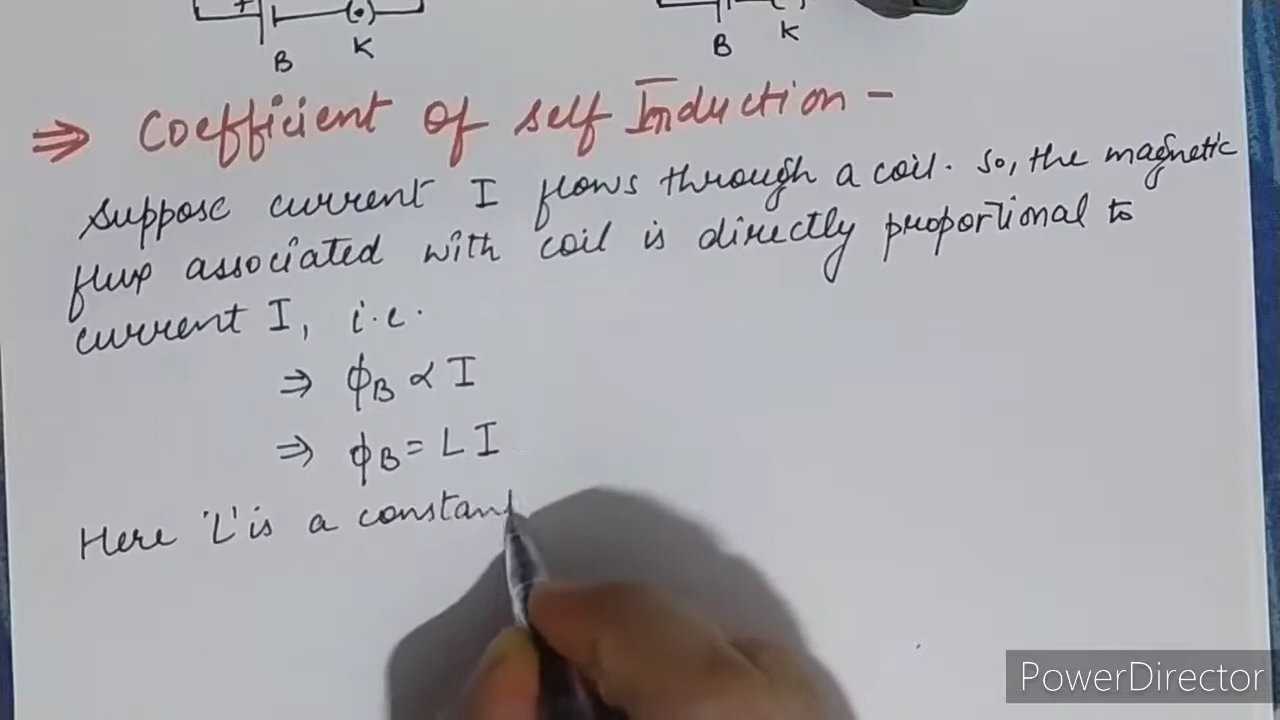 +
B K
B K
⇒ Coefficient of self Induction -
Suppose current I flows through a coil. So, the magnetic
flux associated with coil is directly proportional to
current I, i.e.
⇒ ϕB ∝ I
⇒ ϕB = LI
Here 'L' is a constant
PowerDirector